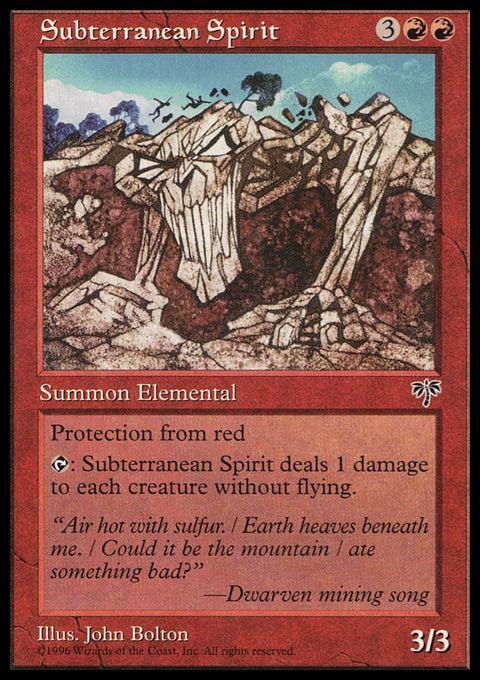 Subterranean Spirit 3
Summon Elemental
Protection from red
: Subterranean Spirit deals 1 damage
to each creature without flying.
“Air hot with sulfur. / Earth heaves beneath
me. / Could it be the mountain / ate
something bad?”
—Dwarven mining song
Illus. John Bolton
©1996 Wizards of the Coast, Inc. All rights reserved.
3/3